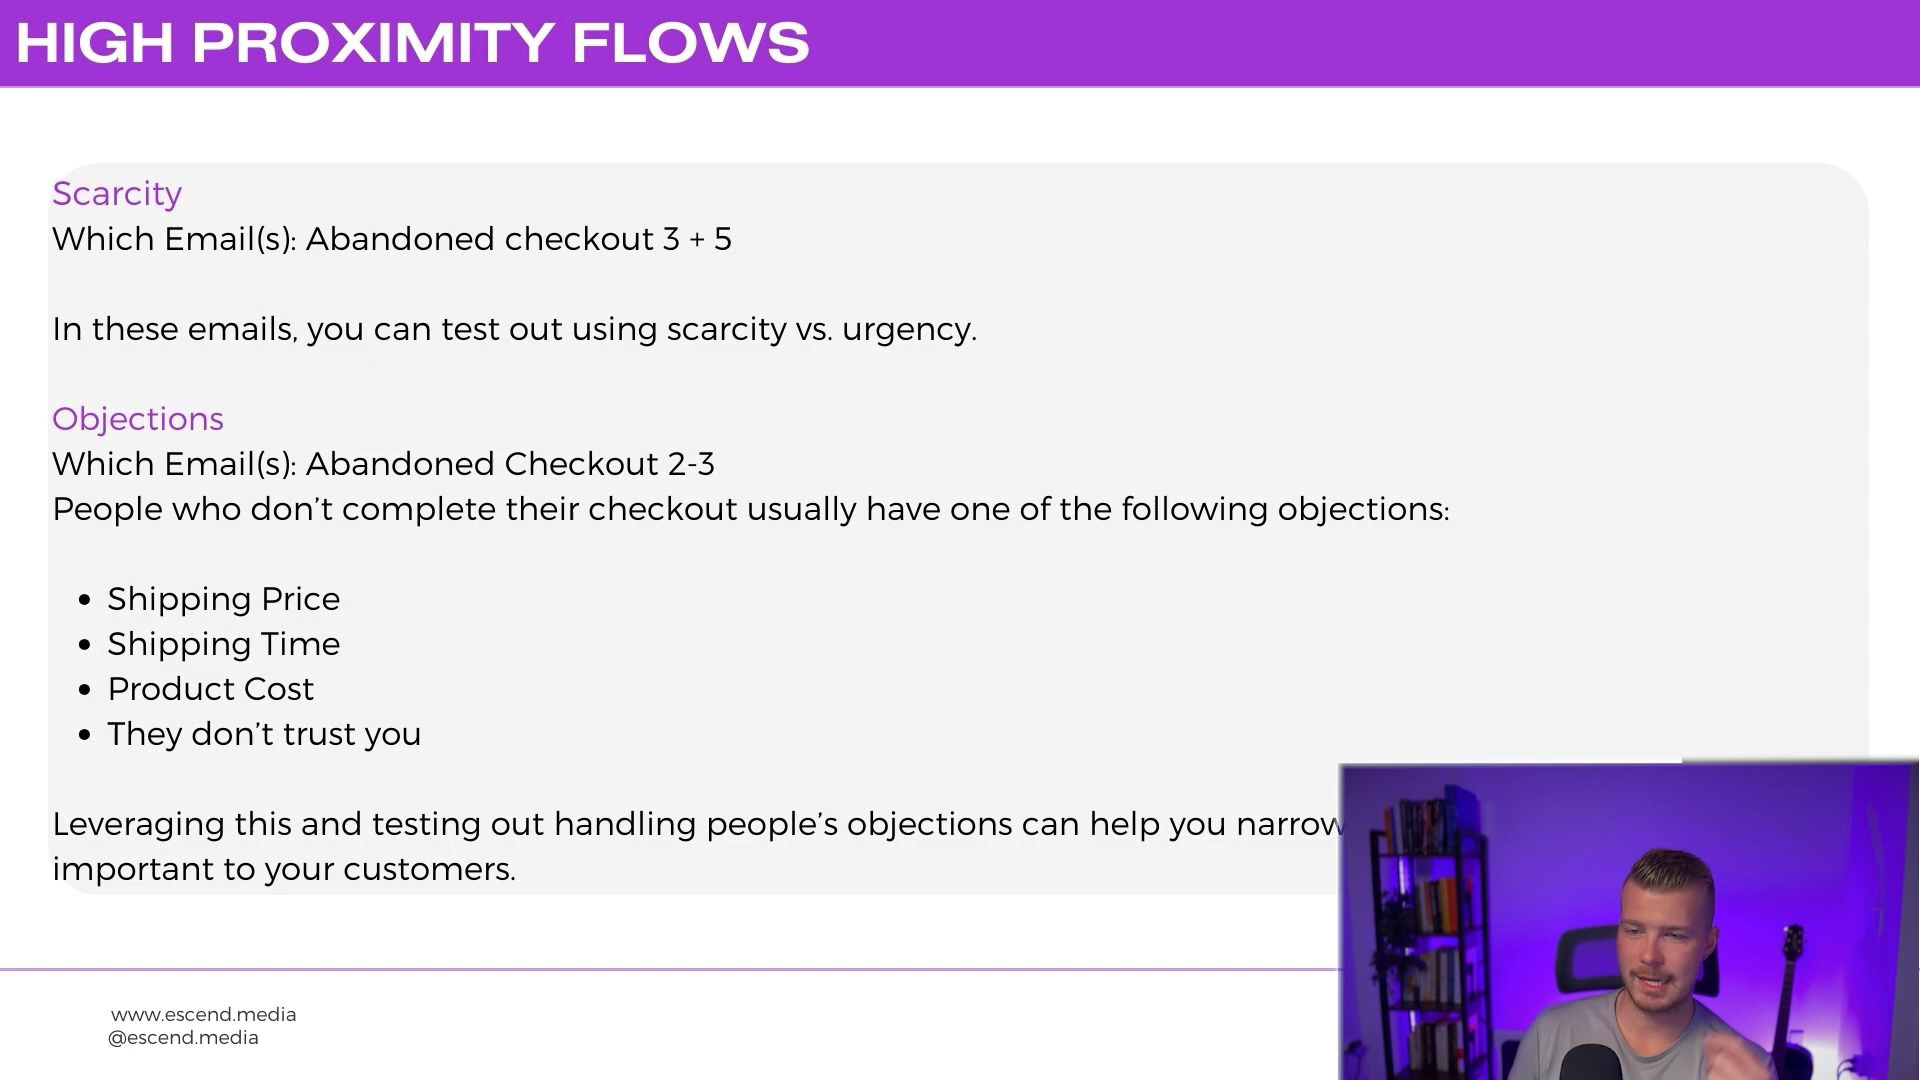 HIGH PROXIMITY FLOWS
Scarcity
Which Email(s): Abandoned checkout 3 + 5
In these emails, you can test out using scarcity vs. urgency.
Objections
Which Email(s): Abandoned Checkout 2-3
People who don’t complete their checkout usually have one of the following objections:
• Shipping Price
• Shipping Time
• Product Cost
• They don’t trust you
Leveraging this and testing out handling people’s objections can help you narrow
important to your customers.
www.escend.media
@escend.media